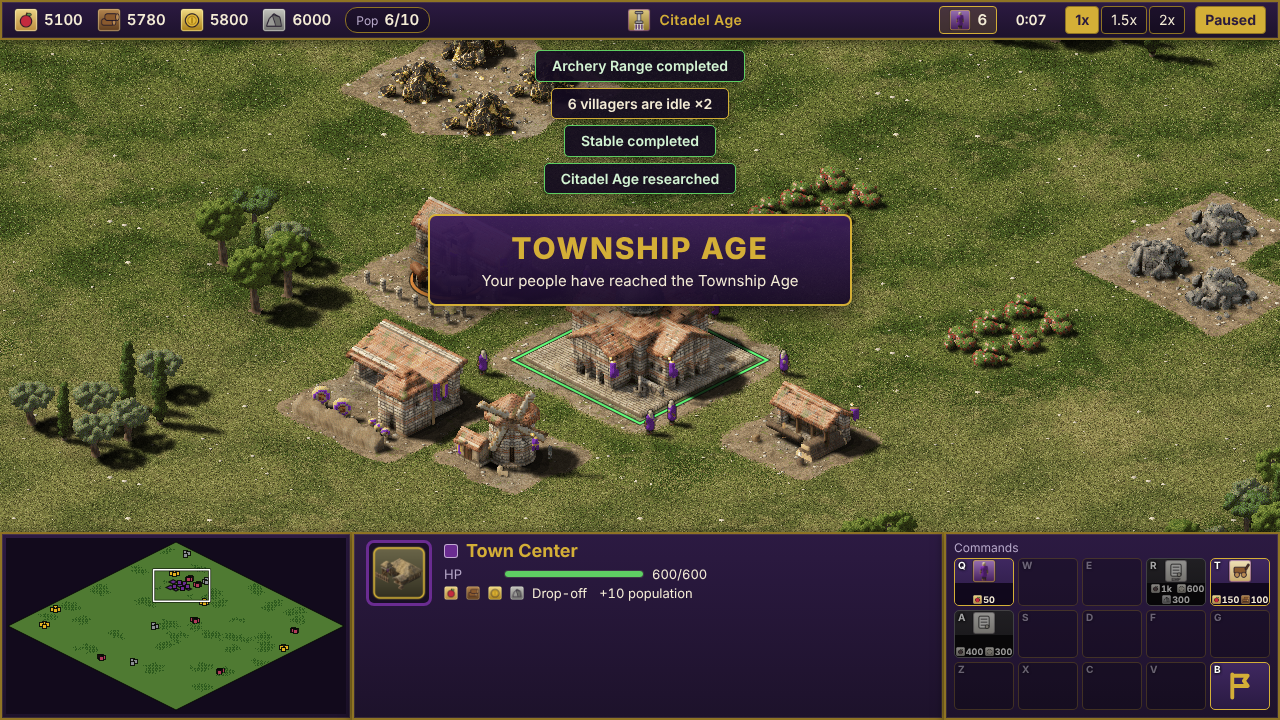 5100 5780 5800 6000 Pop 6/10 Citadel Age 6 0:07 1x 1.5x 2x Paused
Archery Range completed
6 villagers are idle ×2
Stable completed
Citadel Age researched
TOWNSHIP AGE
Your people have reached the Township Age
Town Center
HP 600/600
Drop-off +10 population
Commands
Q W E R T
50 1k 600 300 150 100
A S D F G
400 300
Z X C V B